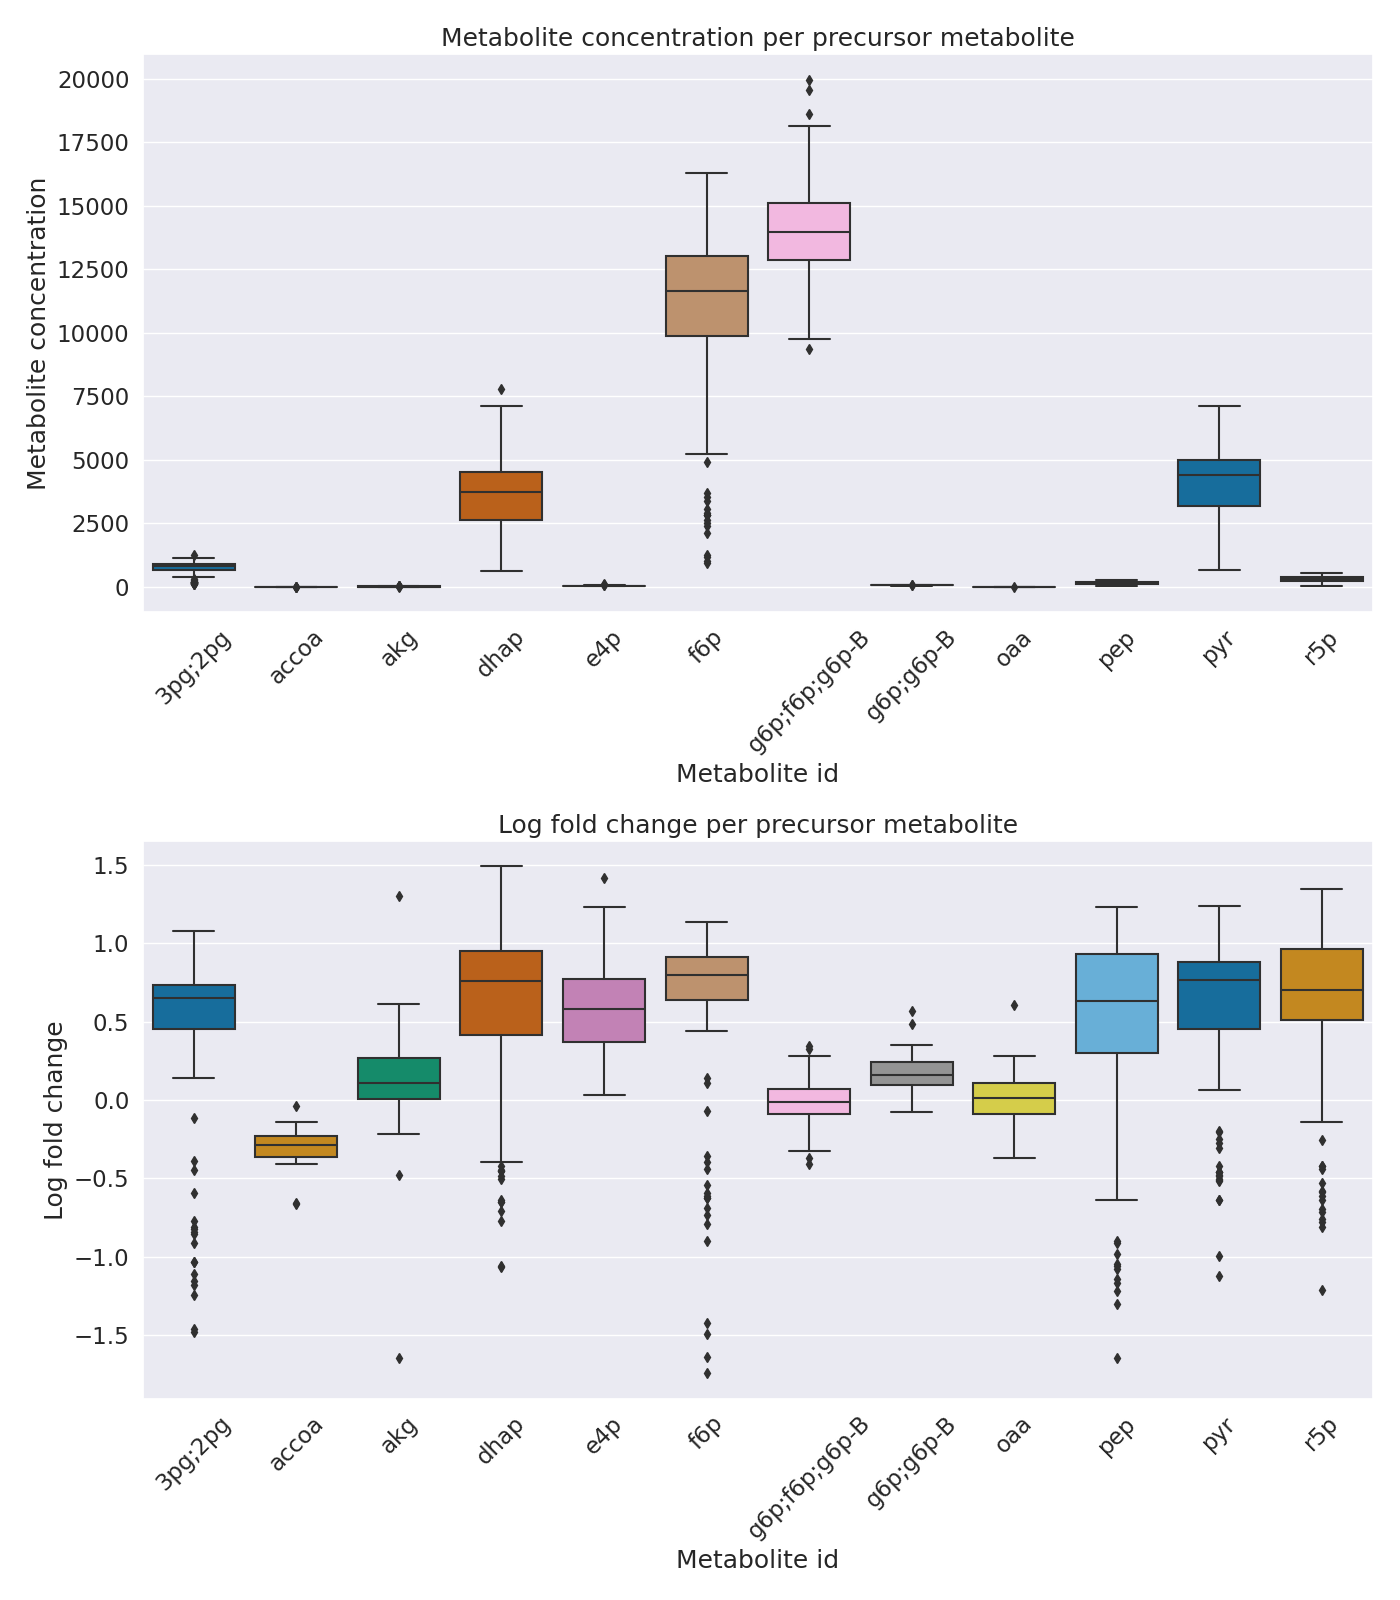 Metabolite concentration per precursor metabolite
Metabolite concentration
20000
17500
15000
12500
10000
7500
5000
2500
0
3pg;2pg
accoa
akg
dhap
e4p
f6p
g6p;f6p;g6p-B
g6p;g6p-B
oaa
pep
pyr
r5p
Metabolite id
Log fold change per precursor metabolite
Log fold change
1.5
1.0
0.5
0.0
−0.5
−1.0
−1.5
3pg;2pg
accoa
akg
dhap
e4p
f6p
g6p;f6p;g6p-B
g6p;g6p-B
oaa
pep
pyr
r5p
Metabolite id